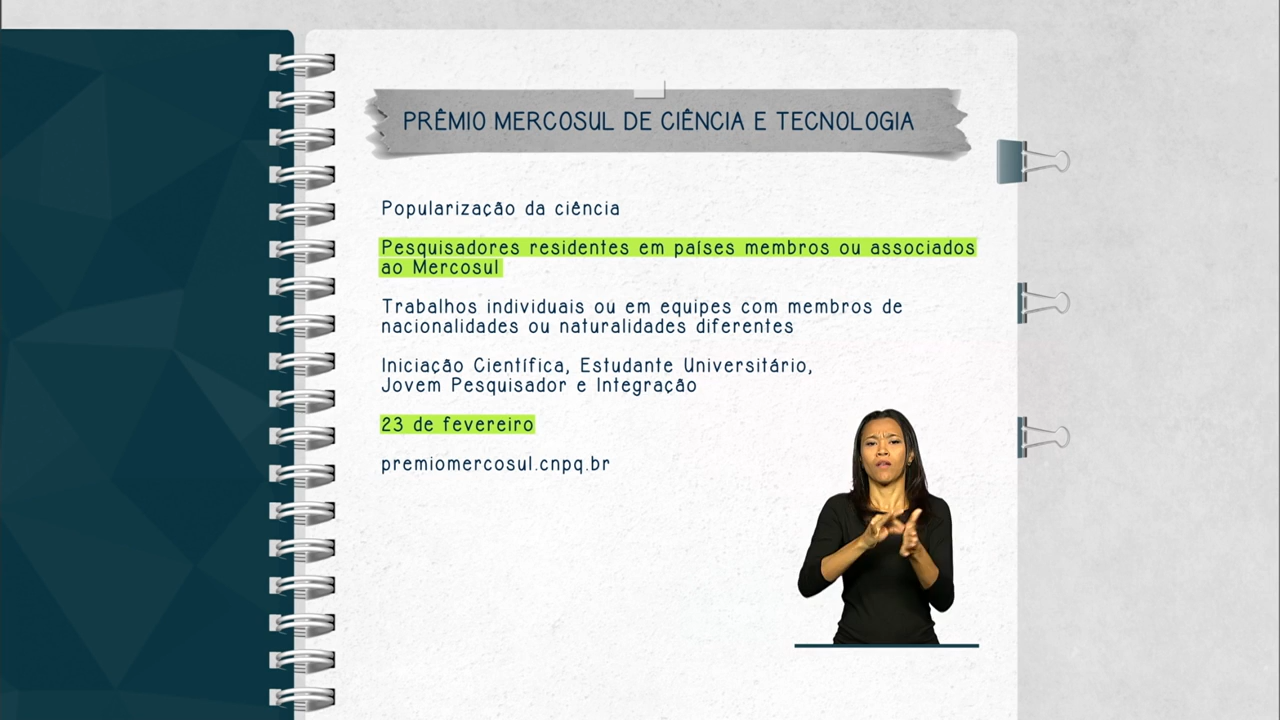 PRÊMIO MERCOSUL DE CIÊNCIA E TECNOLOGIA
Popularização da ciência
Pesquisadores residentes em países membros ou associados
ao Mercosul
Trabalhos individuais ou em equipes com membros de
nacionalidades ou naturalidades diferentes
Iniciação Científica, Estudante Universitário,
Jovem Pesquisador e Integração
23 de fevereiro
premiomercosul.cnpq.br